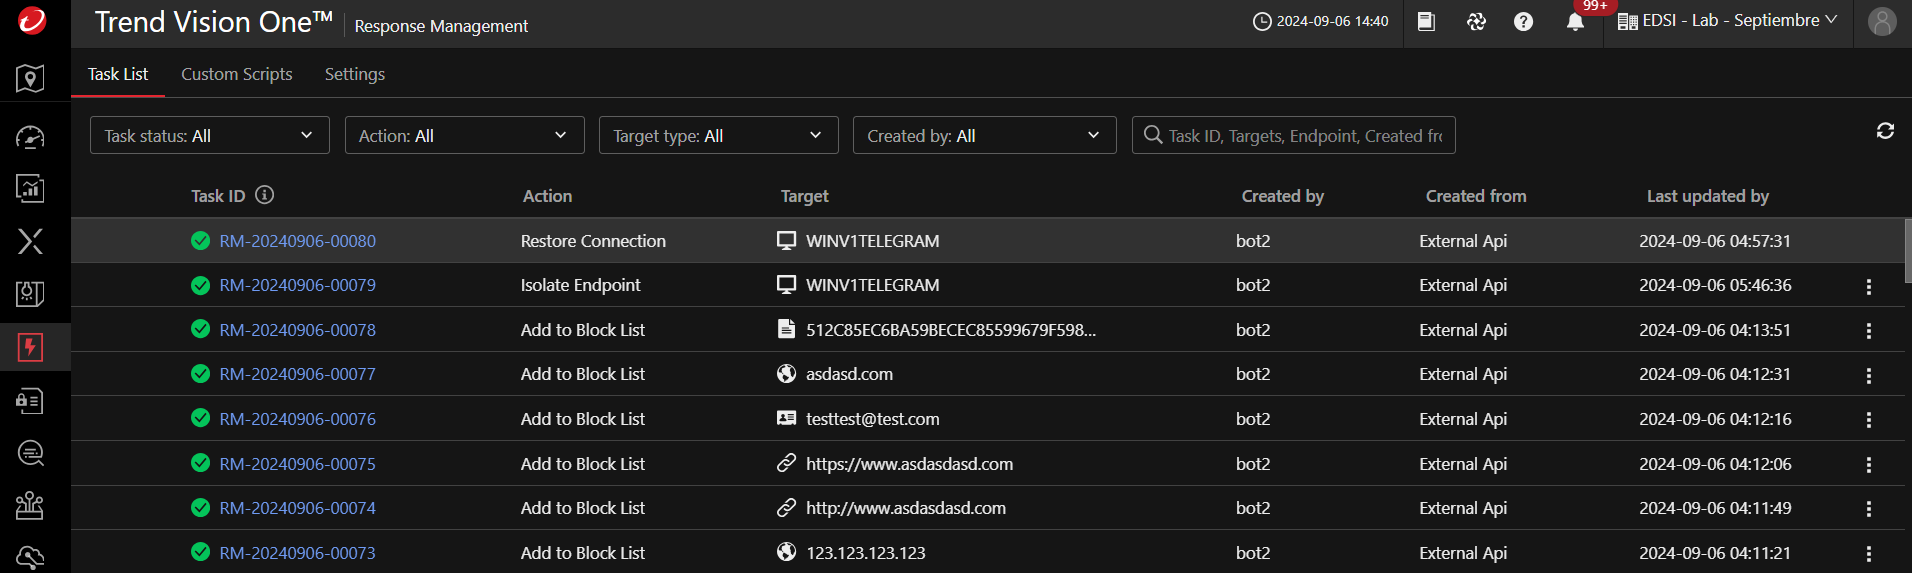 Trend Vision One™ Response Management 2024-09-06 14:40 99+ EDSI - Lab - Septiembre
Task List Custom Scripts Settings
Task status: All Action: All Target type: All Created by: All Task ID, Targets, Endpoint, Created fr
Task ID Action Target Created by Created from Last updated by
RM-20240906-00080 Restore Connection WINV1TELEGRAM bot2 External Api 2024-09-06 04:57:31
RM-20240906-00079 Isolate Endpoint WINV1TELEGRAM bot2 External Api 2024-09-06 05:46:36
RM-20240906-00078 Add to Block List 512C85EC6BA59BECEC85599679F598... bot2 External Api 2024-09-06 04:13:51
RM-20240906-00077 Add to Block List asdasd.com bot2 External Api 2024-09-06 04:12:31
RM-20240906-00076 Add to Block List testtest@test.com bot2 External Api 2024-09-06 04:12:16
RM-20240906-00075 Add to Block List https://www.asdasdasd.com bot2 External Api 2024-09-06 04:12:06
RM-20240906-00074 Add to Block List http://www.asdasdasd.com bot2 External Api 2024-09-06 04:11:49
RM-20240906-00073 Add to Block List 123.123.123.123 bot2 External Api 2024-09-06 04:11:21